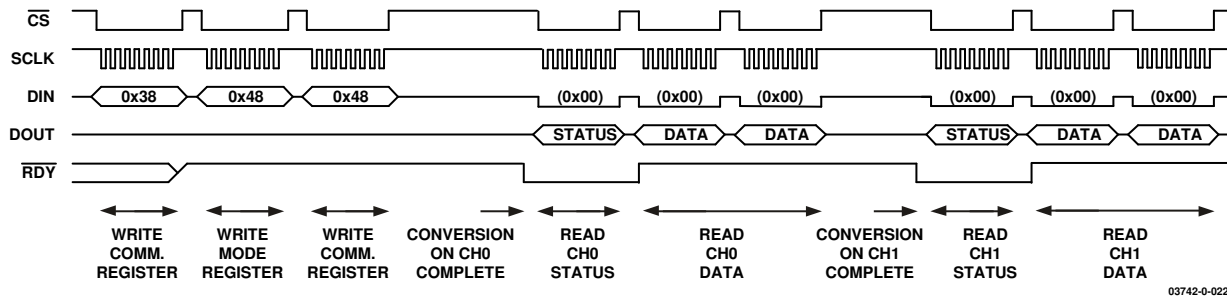 CS
SCLK
DIN
0x38
0x48
0x48
(0x00)
(0x00)
(0x00)
(0x00)
(0x00)
(0x00)
DOUT
STATUS
DATA
DATA
STATUS
DATA
DATA
RDY
WRITE
COMM.
REGISTER
WRITE
MODE
REGISTER
WRITE
COMM.
REGISTER
CONVERSION
ON CH0
COMPLETE
READ
CH0
STATUS
READ
CH0
DATA
CONVERSION
ON CH1
COMPLETE
READ
CH1
STATUS
READ
CH1
DATA
03742-0-022